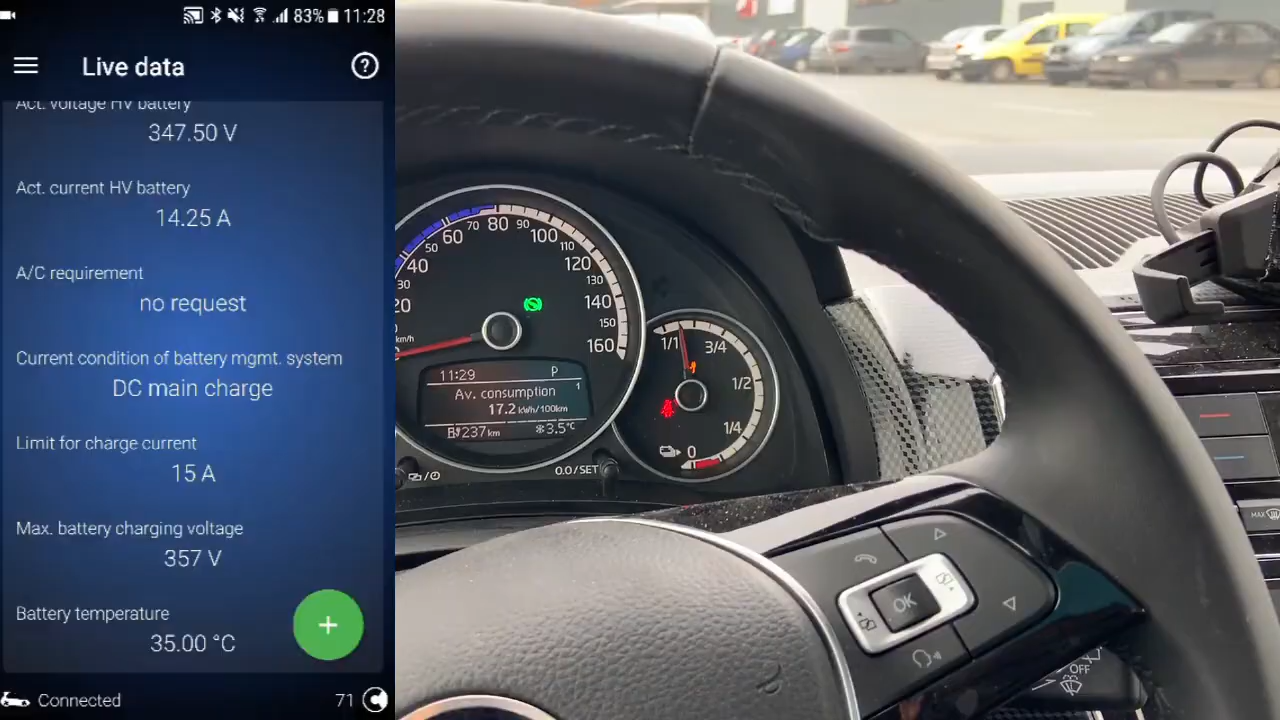 83% 11:28
Live data
Act. voltage HV battery
347.50 V
Act. current HV battery
14.25 A
A/C requirement
no request
Current condition of battery mgmt. system
DC main charge
Limit for charge current
15 A
Max. battery charging voltage
357 V
Battery temperature
35.00 °C
+
Connected
71
20
30
40
50
60
70
80
90
100
110
120
130
140
150
160
km/h
11:29 P
Av. consumption 1
17.2 kWh/100km
237 km
3.5°C
0.0/SET
1/1
3/4
1/2
1/4
0
OK
MAX
OFF